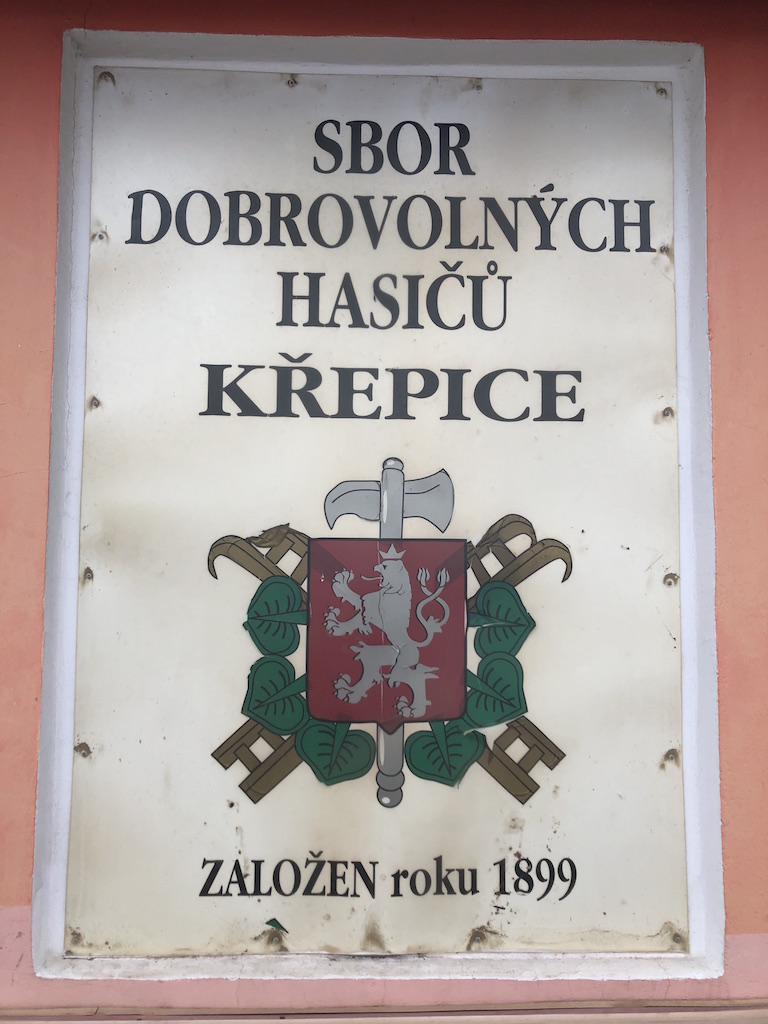 SBOR
DOBROVOLNÝCH
HASIČŮ
KŘEPICE
ZALOŽEN roku 1899